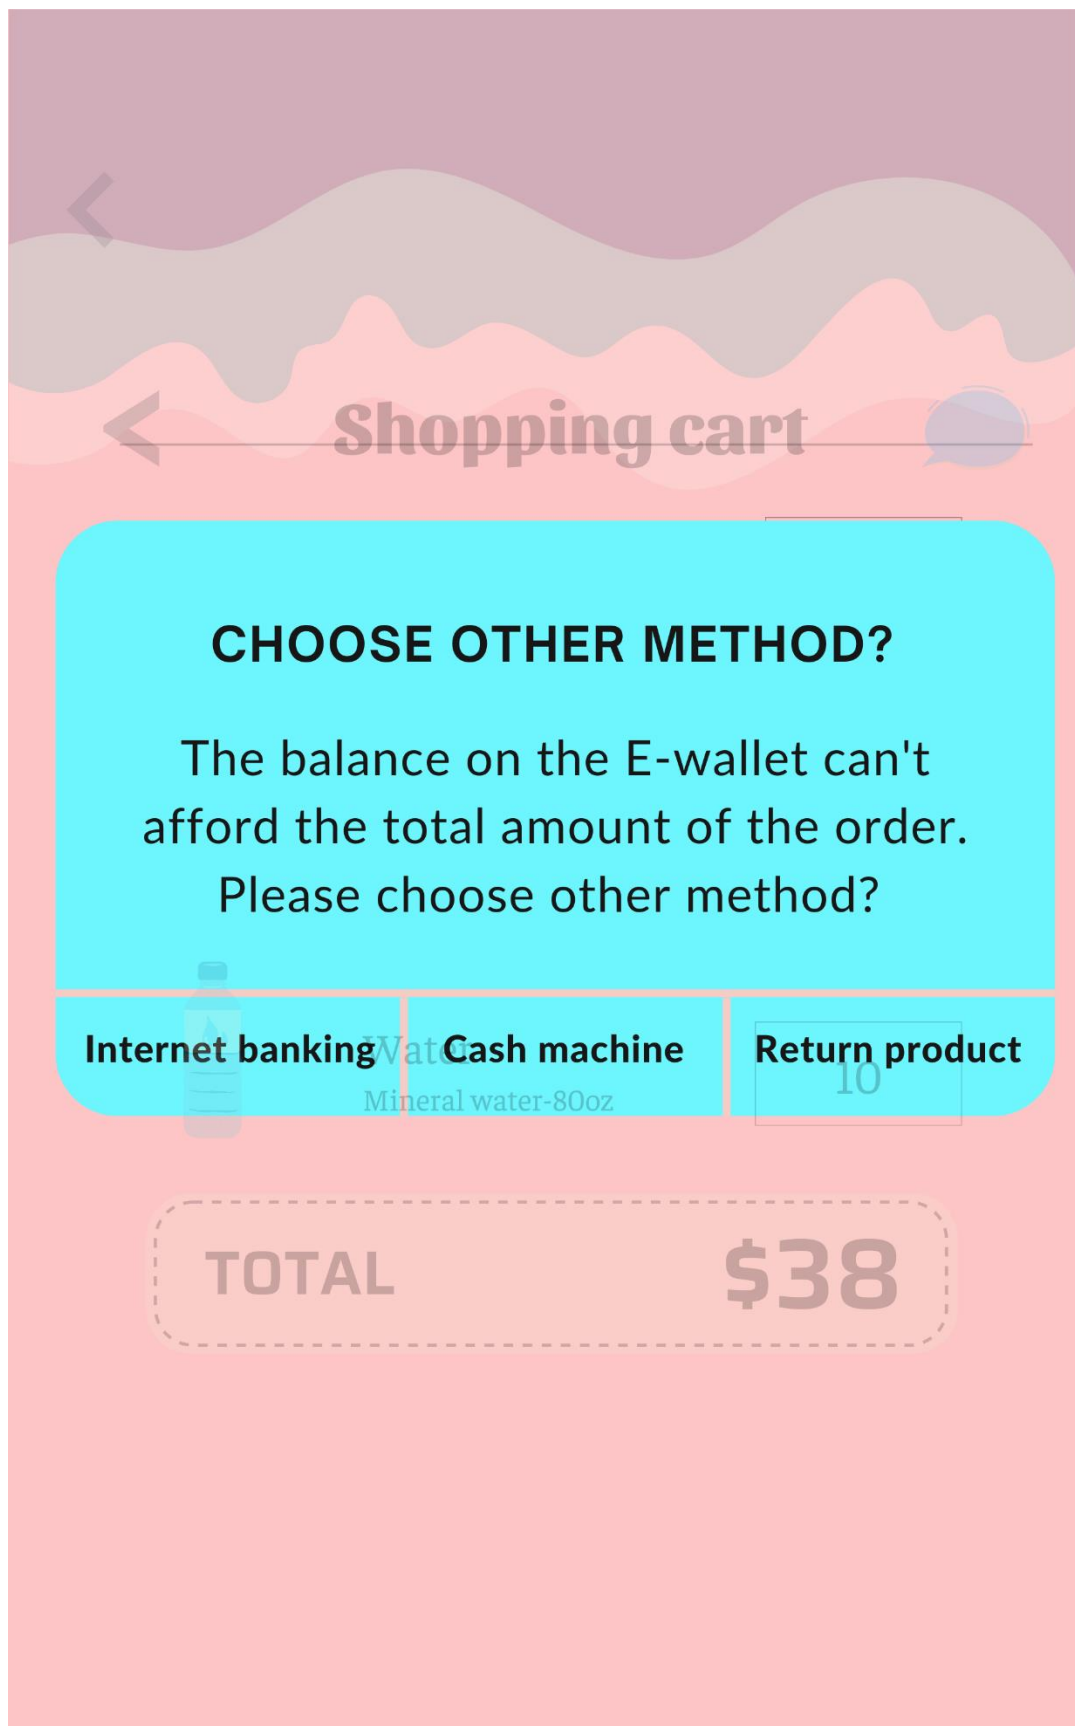 Shopping cart
CHOOSE OTHER METHOD?
The balance on the E-wallet can't
afford the total amount of the order.
Please choose other method?
Internet banking Cash machine Return product
Water
10
Mineral water-80oz
TOTAL $38